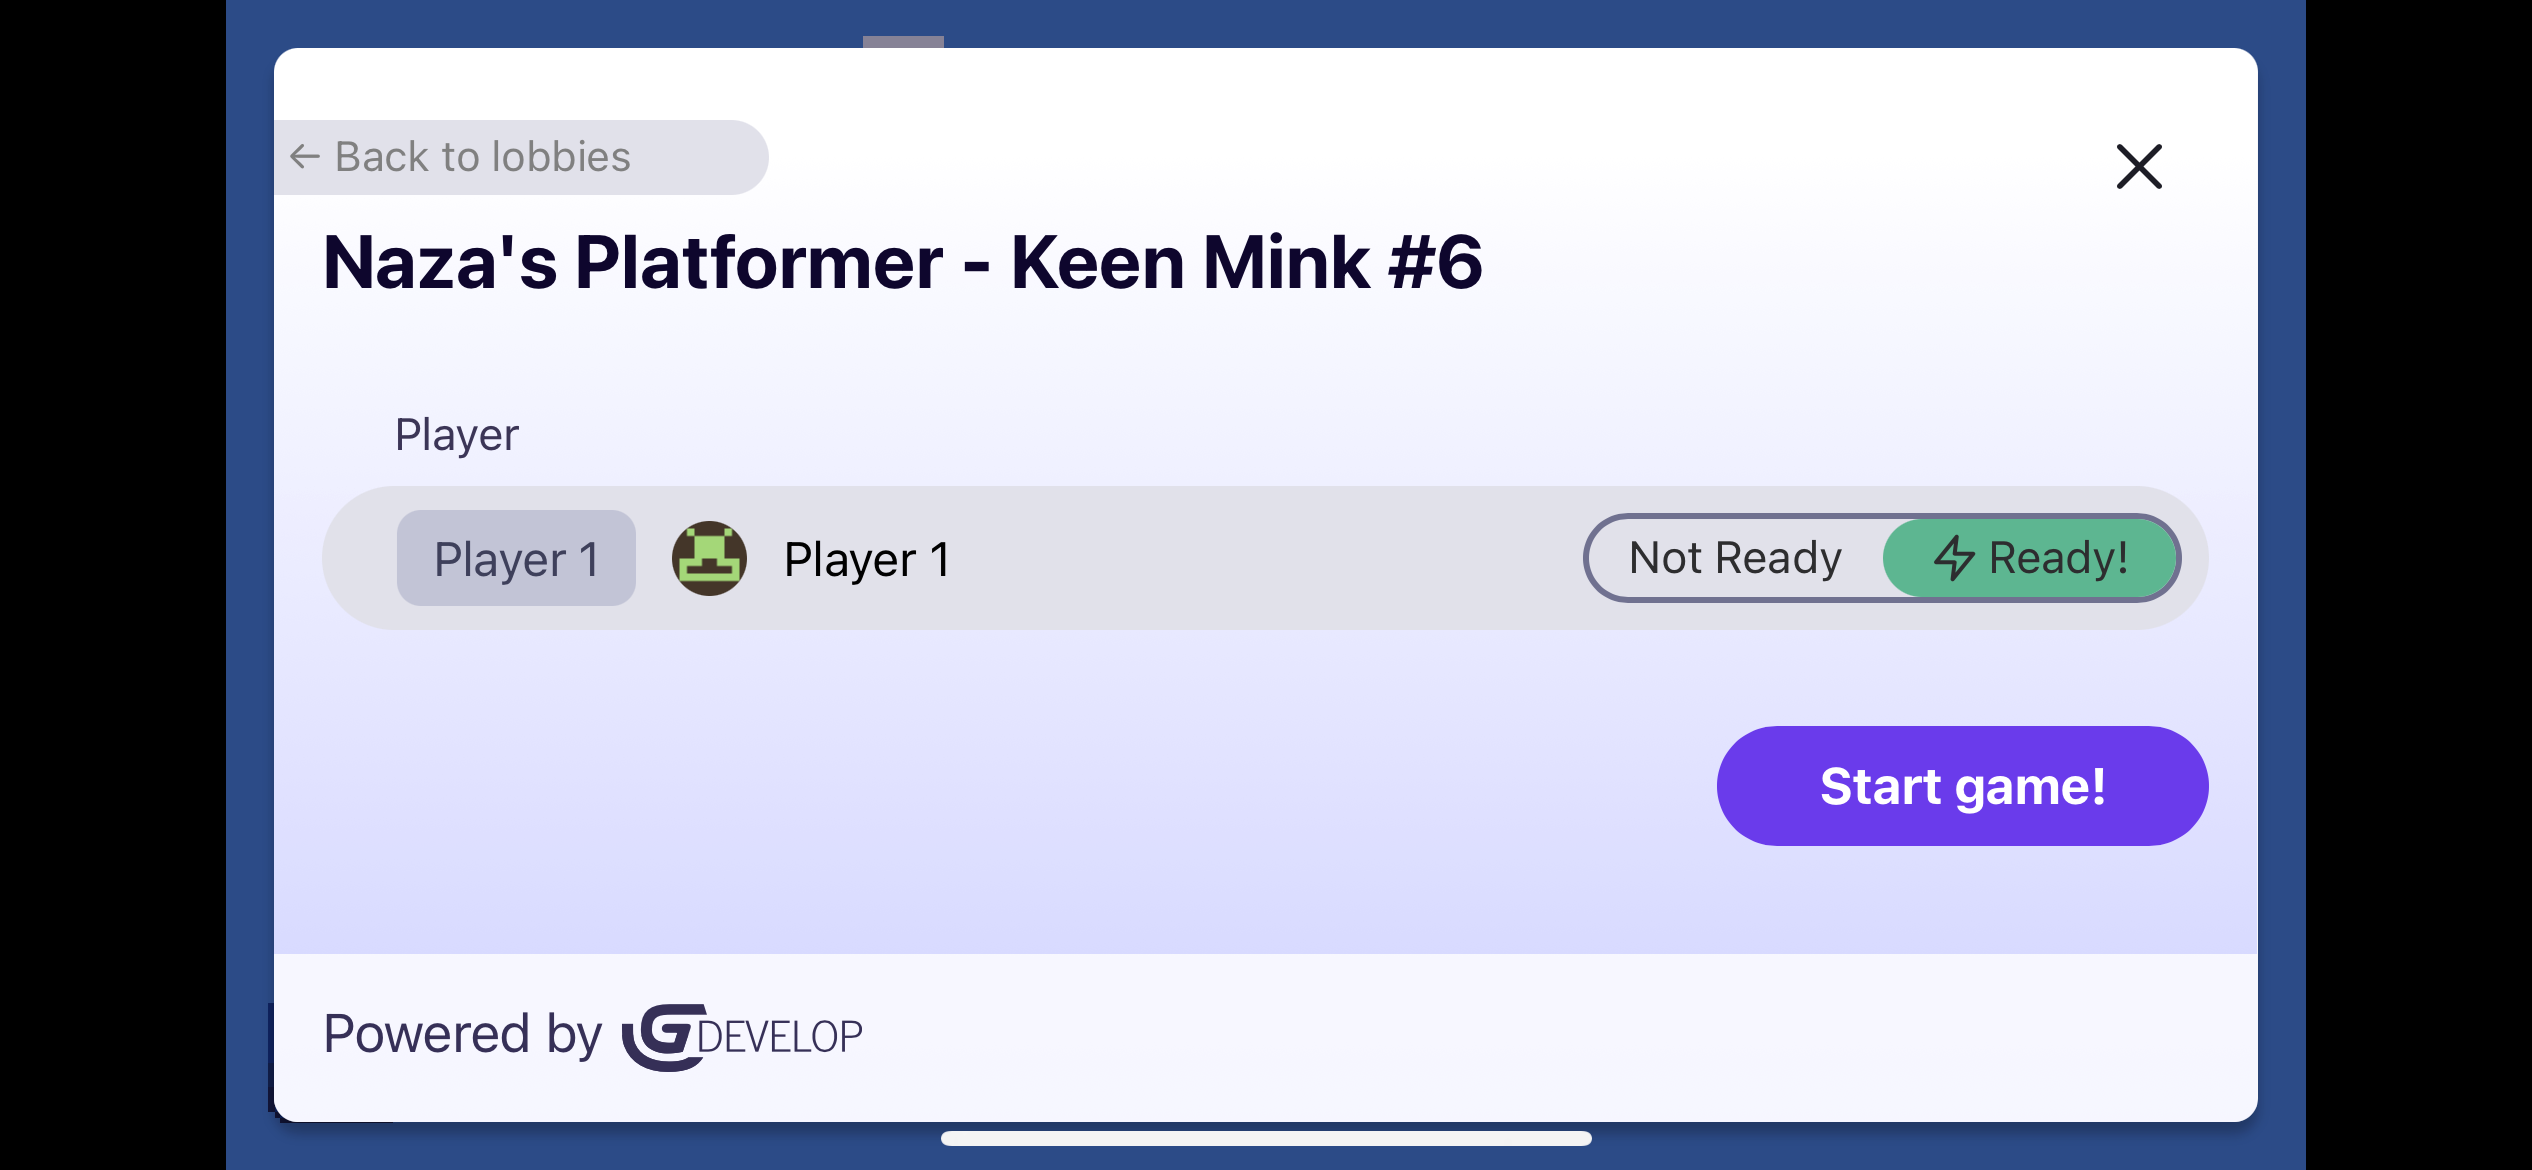 ← Back to lobbies
Naza's Platformer - Keen Mink #6
Player
Player 1 Player 1 Not Ready Ready!
Start game!
Powered by GDEVELOP